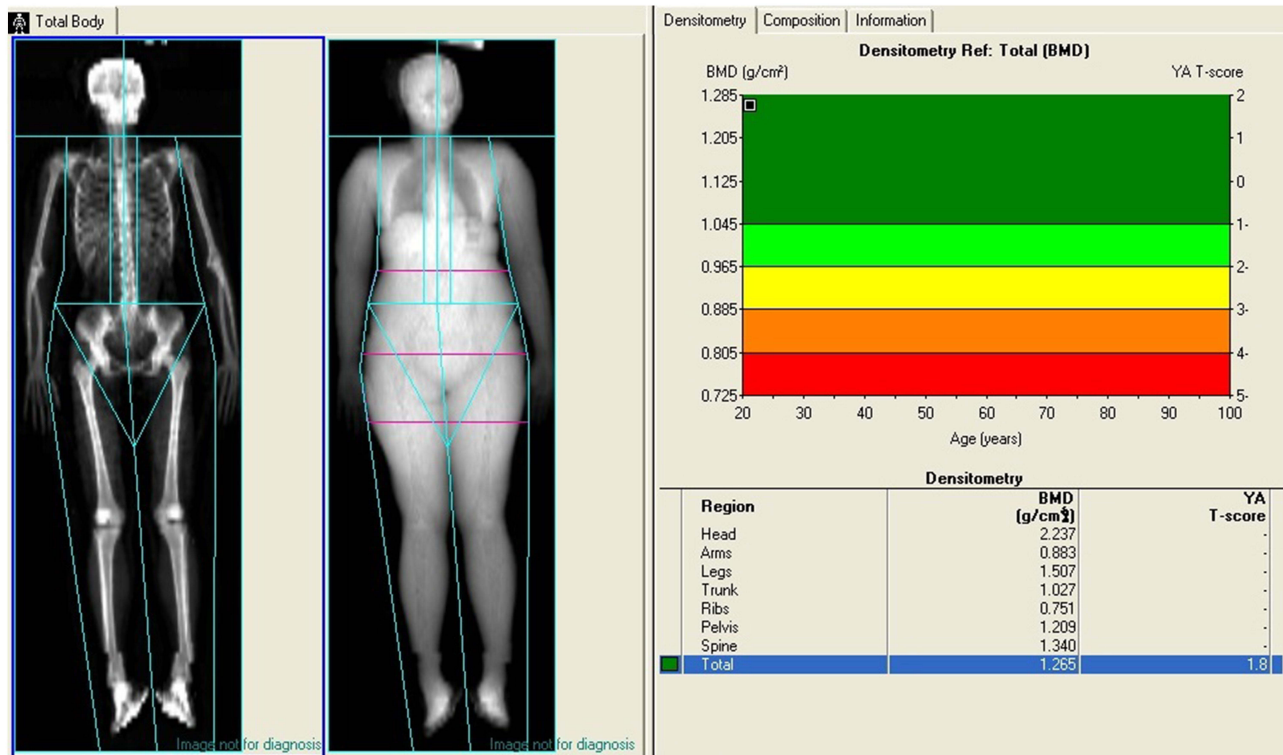 Total Body
Image not for diagnosis
Image not for diagnosis
Densitometry Composition Information
Densitometry Ref: Total (BMD)
BMD (g/cm²) YA T-score
1.285 2
1.205 1
1.125 0
1.045 1-
0.965 2-
0.885 3-
0.805 4-
0.725 5-
20 30 40 50 60 70 80 90 100
Age (years)
Densitometry
Region BMD (g/cm²) YA T-score
Head 2.237 -
Arms 0.883 -
Legs 1.507 -
Trunk 1.027 -
Ribs 0.751 -
Pelvis 1.209 -
Spine 1.340 -
Total 1.265 1.8